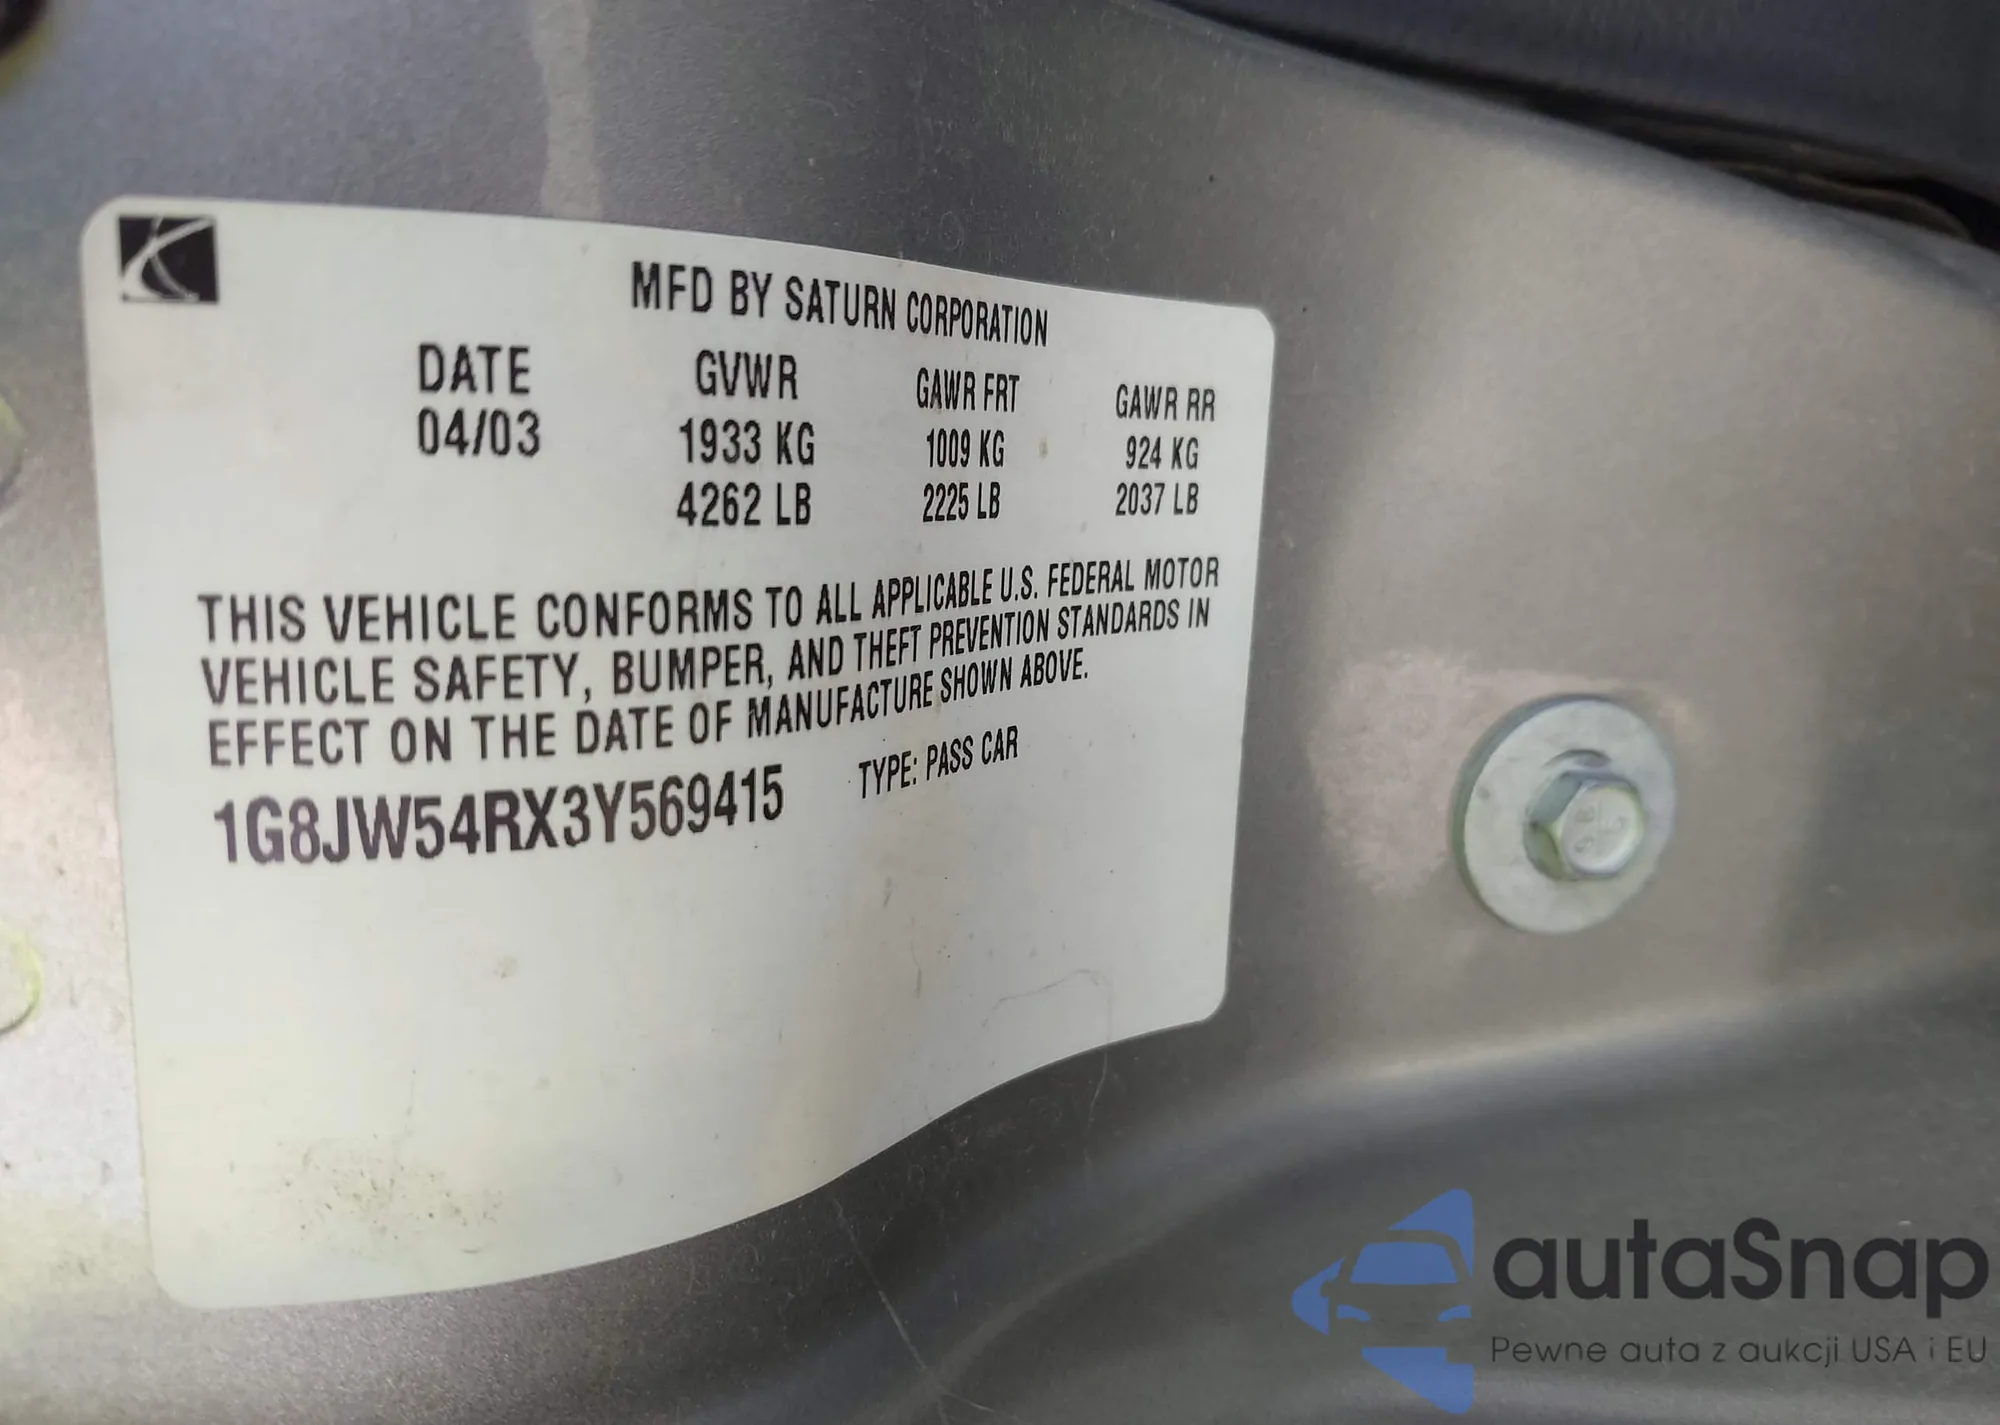 MFD BY SATURN CORPORATION
DATE GVWR GAWR FRT GAWR RR
04/03 1933 KG 1009 KG 924 KG
4262 LB 2225 LB 2037 LB
THIS VEHICLE CONFORMS TO ALL APPLICABLE U.S. FEDERAL MOTOR
VEHICLE SAFETY, BUMPER, AND THEFT PREVENTION STANDARDS IN
EFFECT ON THE DATE OF MANUFACTURE SHOWN ABOVE.
1G8JW54RX3Y569415 TYPE: PASS CAR
autaSnap
Pewne auta z aukcji USA i EU